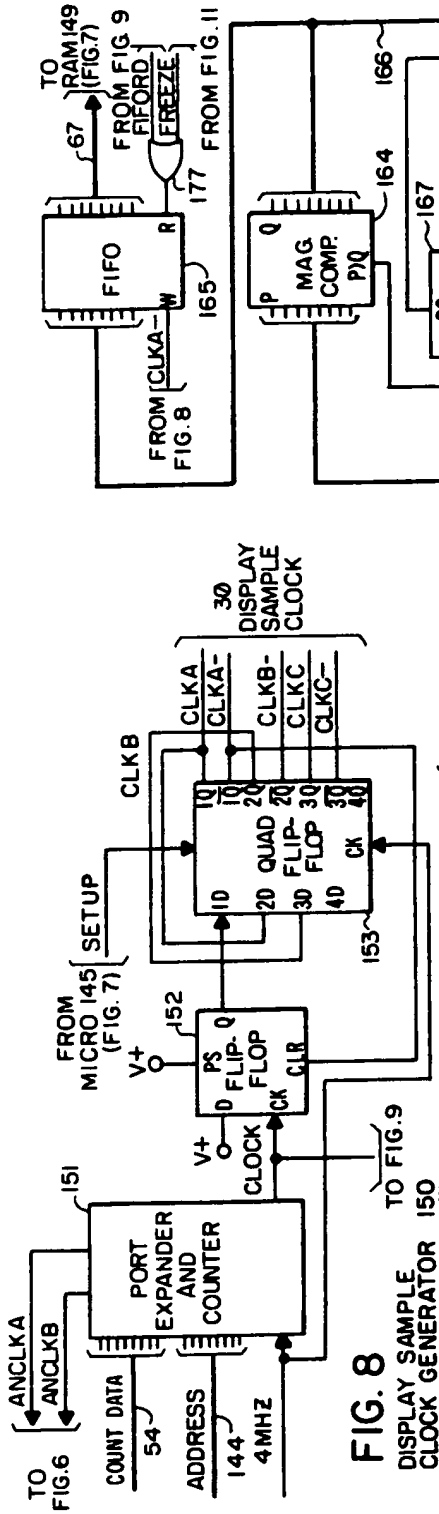 TO
FIG.6
ANCLKA
ANCLKB
COUNT DATA
54
ADDRESS
144
4MHZ
151
PORT
EXPANDER
AND
COUNTER
CLOCK
TO FIG.9
V+
V+
152
PS
D
Q
FLIP-
FLOP
CK
CLR
FROM
MICRO 145
(FIG. 7)
SETUP
CLKB
1D
2D
3D
4D
QUAD
FLIP-
FLOP
CK
1Q
1Q
2Q
2Q
3Q
3Q
4Q
153
CLKA
CLKA-
CLKB-
CLKC
CLKC-
30
DISPLAY
SAMPLE
CLOCK
FIG. 8
DISPLAY SAMPLE
CLOCK GENERATOR 150
TO
RAM149
(FIG.7)
67
FIFO
W
R
165
FROM
FIG. 8
CLKA-
FROM FIG 9
FIFORD
FREEZE
FROM FIG. 11
177
P
Q
MAG.
COMP.
P>Q
164
166
167